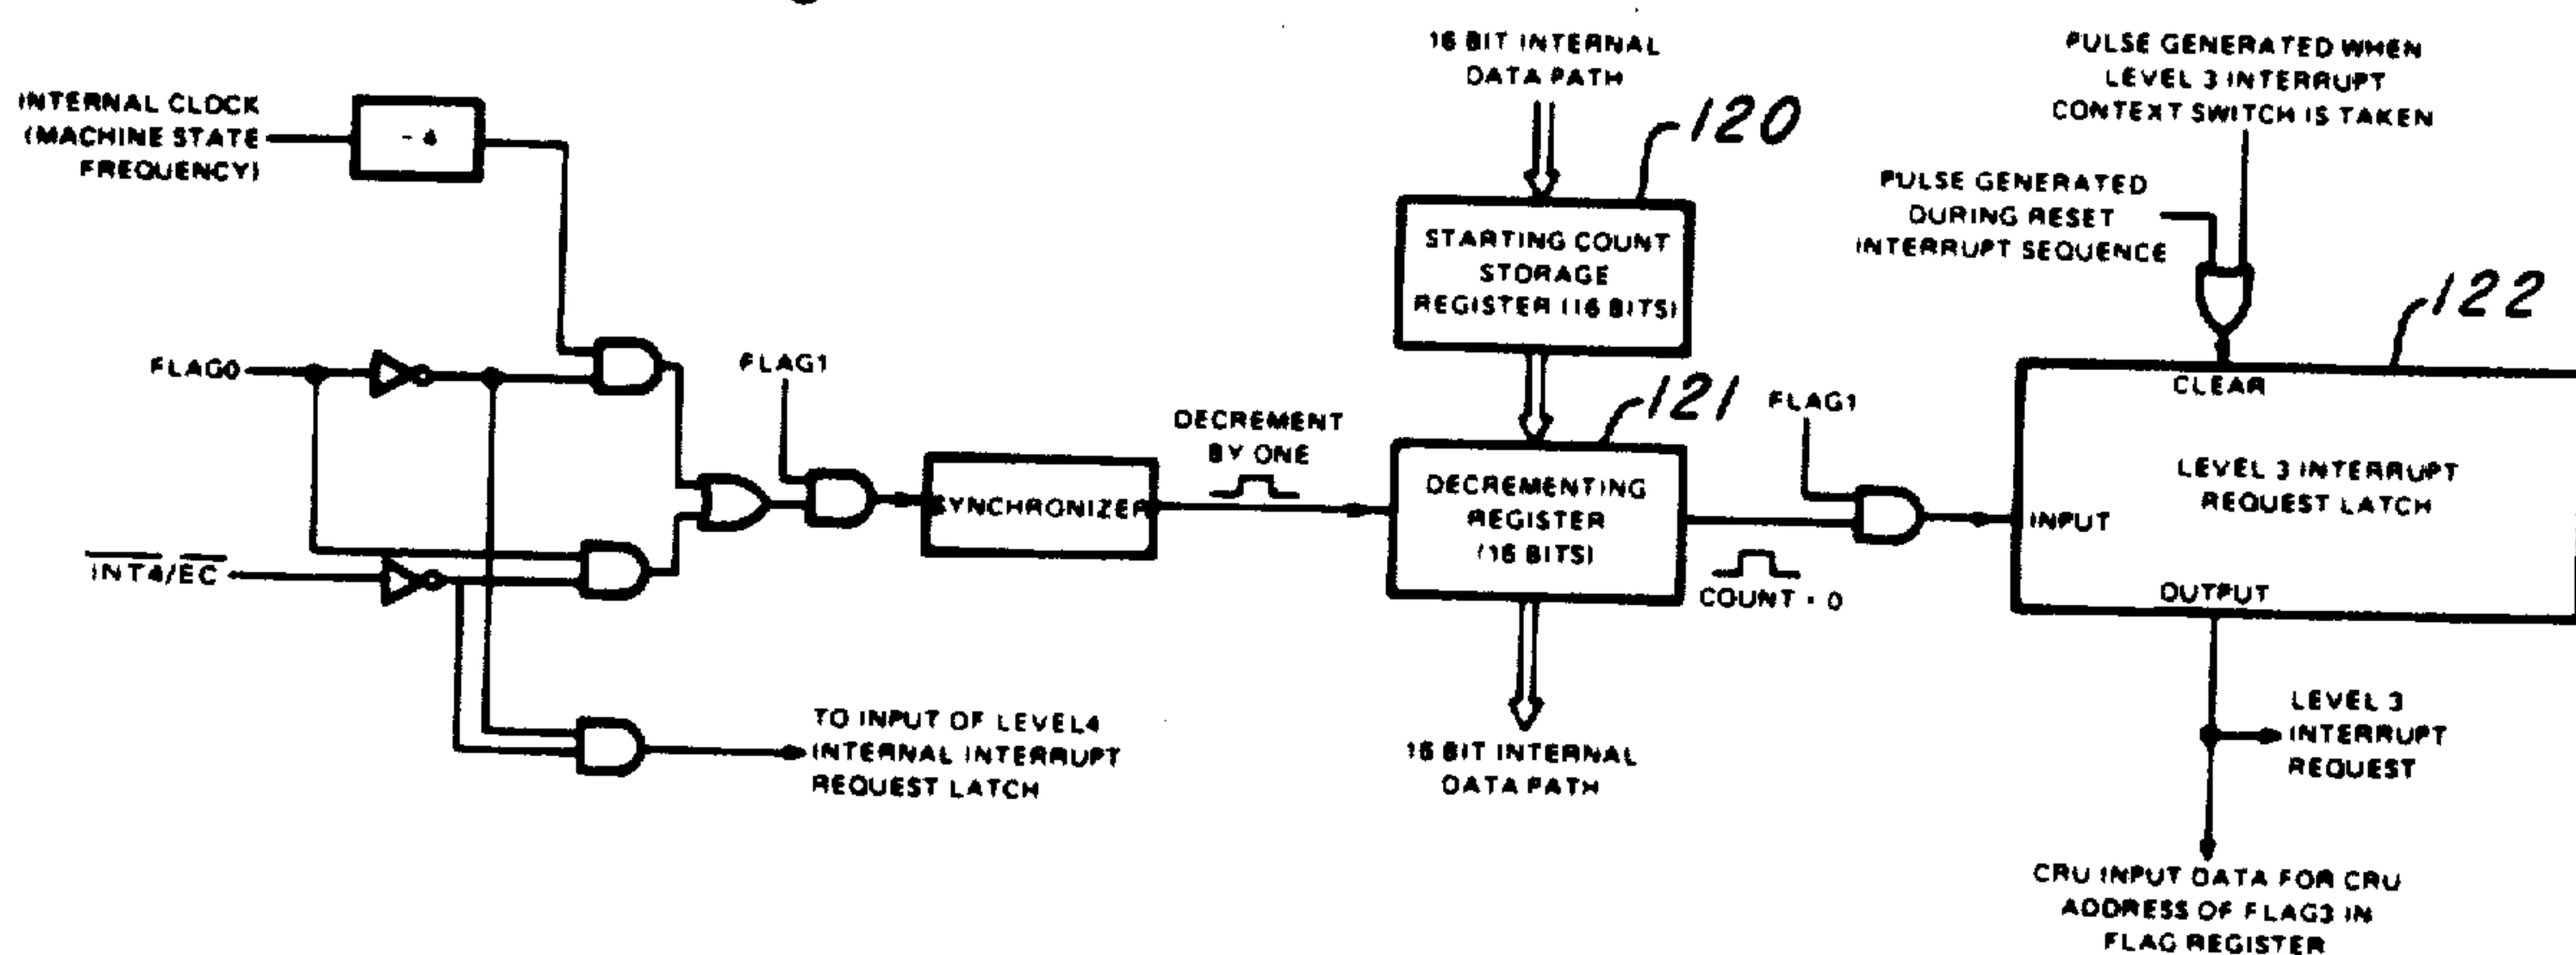 INTERNAL CLOCK
(MACHINE STATE
FREQUENCY)
÷ 4
FLAG0
INT4/EC
FLAG1
TO INPUT OF LEVEL4
INTERNAL INTERRUPT
REQUEST LATCH
SYNCHRONIZER
DECREMENT
BY ONE
16 BIT INTERNAL
DATA PATH
120
STARTING COUNT
STORAGE
REGISTER (16 BITS)
121
DECREMENTING
REGISTER
(16 BITS)
16 BIT INTERNAL
DATA PATH
COUNT = 0
FLAG1
PULSE GENERATED WHEN
LEVEL 3 INTERRUPT
CONTEXT SWITCH IS TAKEN
PULSE GENERATED
DURING RESET
INTERRUPT SEQUENCE
122
CLEAR
LEVEL 3 INTERRUPT
REQUEST LATCH
INPUT
OUTPUT
LEVEL 3
INTERRUPT
REQUEST
CRU INPUT DATA FOR CRU
ADDRESS OF FLAG3 IN
FLAG REGISTER